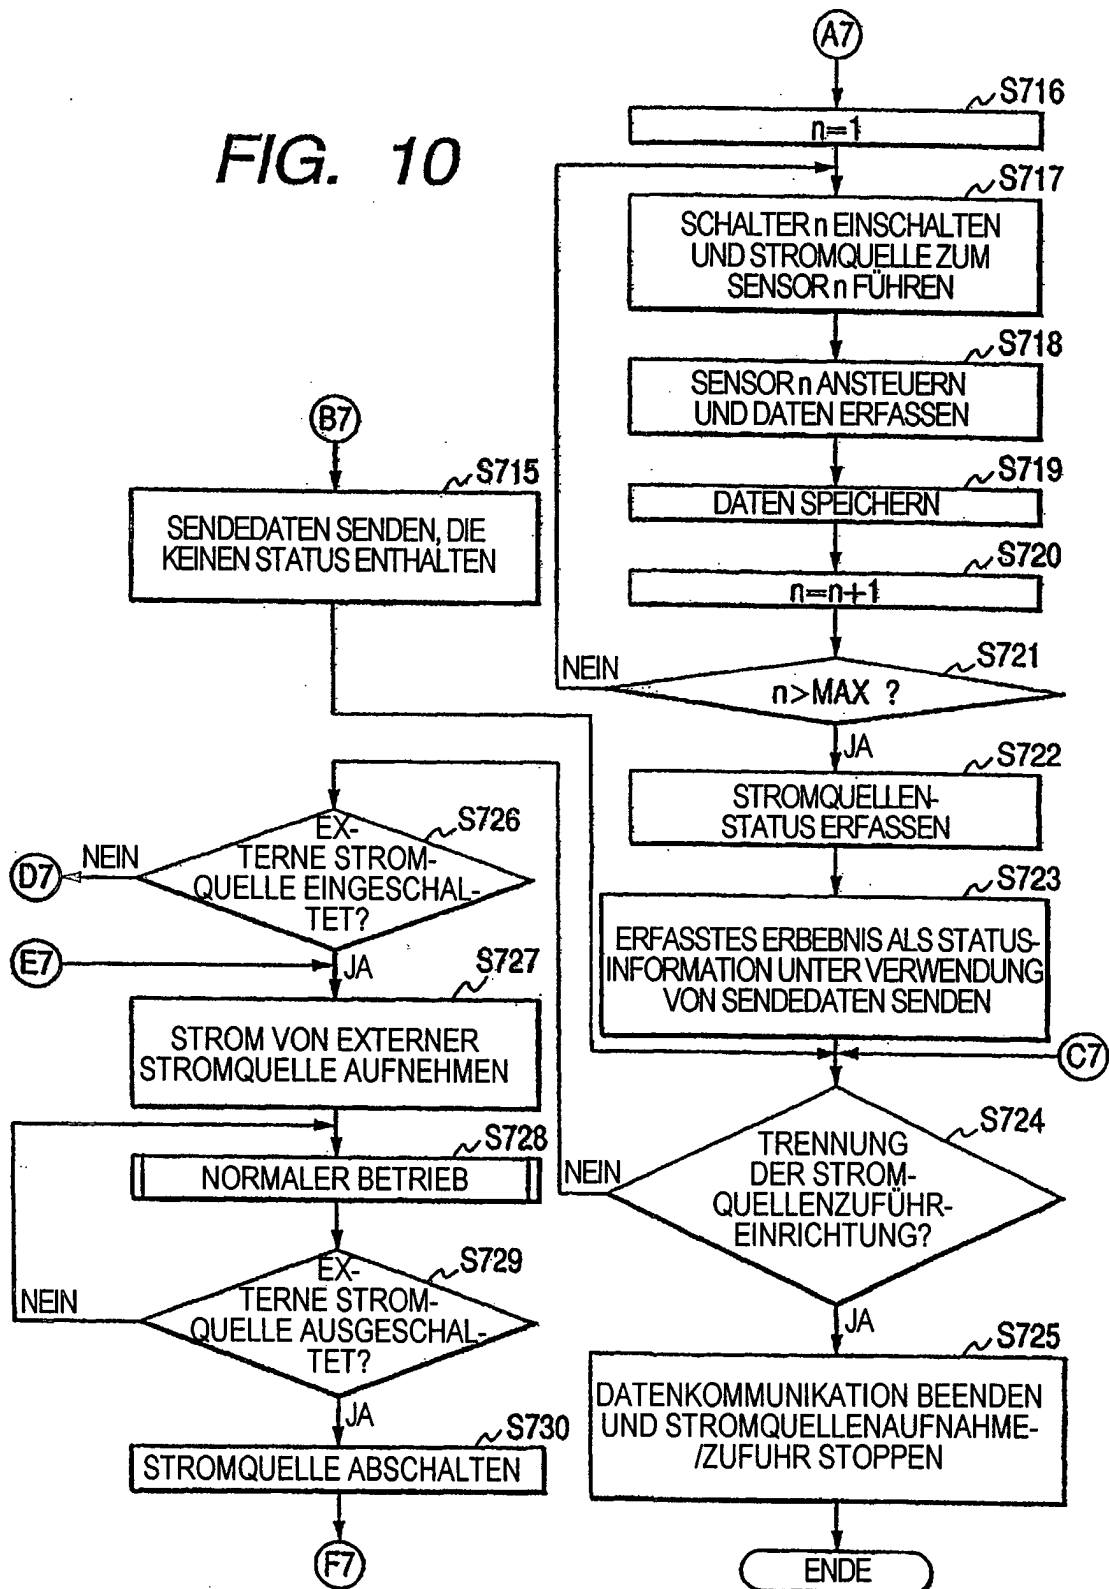 FIG. 10
A7
S716
n=1
S717
SCHALTER n EINSCHALTEN
UND STROMQUELLE ZUM
SENSOR n FÜHREN
S718
SENSOR n ANSTEUERN
UND DATEN ERFASSEN
S719
DATEN SPEICHERN
S720
n=n+1
S721
n>MAX ?
NEIN
JA
S722
STROMQUELLEN-
STATUS ERFASSEN
S723
ERFASSTES ERBEBNIS ALS STATUS-
INFORMATION UNTER VERWENDUNG
VON SENDEDATEN SENDEN
C7
S724
TRENNUNG
DER STROM-
QUELLENZUFÜHR-
EINRICHTUNG?
NEIN
JA
S725
DATENKOMMUNIKATION BEENDEN
UND STROMQUELLENAUFNAHME-
/ZUFUHR STOPPEN
ENDE
B7
S715
SENDEDATEN SENDEN, DIE
KEINEN STATUS ENTHALTEN
S726
EX-
TERNE STROM-
QUELLE EINGESCHAL-
TET?
NEIN
D7
E7
JA
S727
STROM VON EXTERNER
STROMQUELLE AUFNEHMEN
S728
NORMALER BETRIEB
S729
EX-
TERNE STROM-
QUELLE AUSGESCHAL-
TET?
NEIN
JA
S730
STROMQUELLE ABSCHALTEN
F7